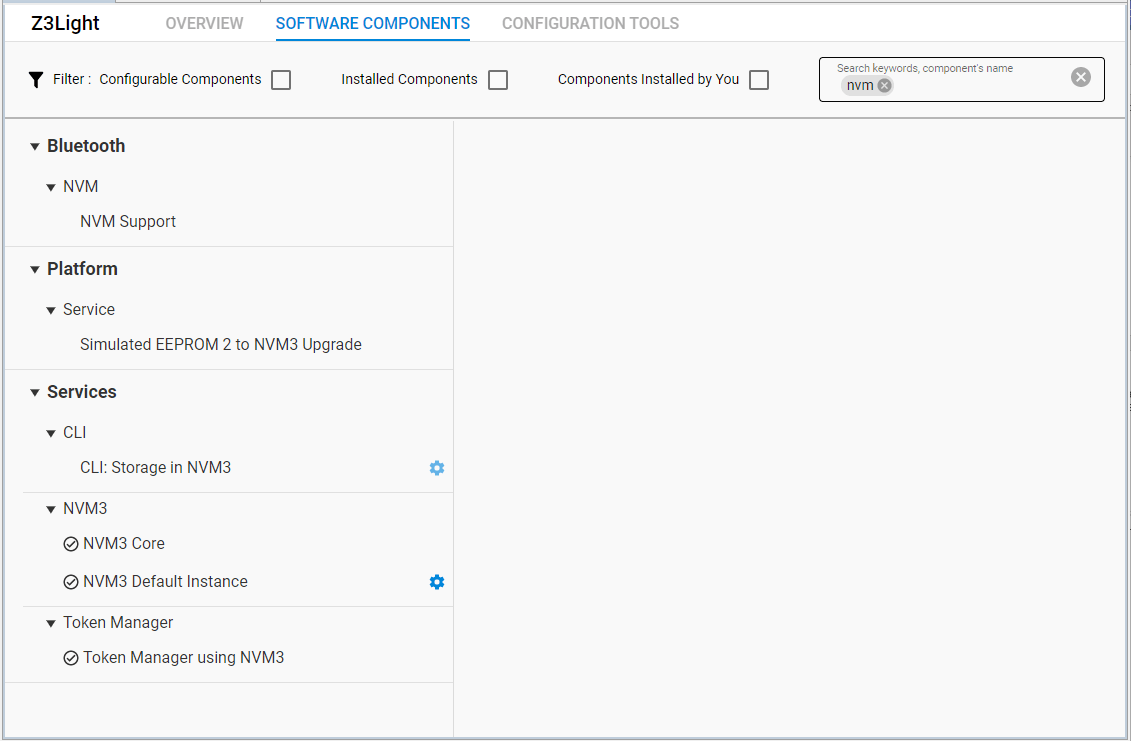 Z3Light OVERVIEW SOFTWARE COMPONENTS CONFIGURATION TOOLS
Filter : Configurable Components Installed Components Components Installed by You
Search keywords, component's name
nvm
Bluetooth
NVM
NVM Support
Platform
Service
Simulated EEPROM 2 to NVM3 Upgrade
Services
CLI
CLI: Storage in NVM3
NVM3
NVM3 Core
NVM3 Default Instance
Token Manager
Token Manager using NVM3